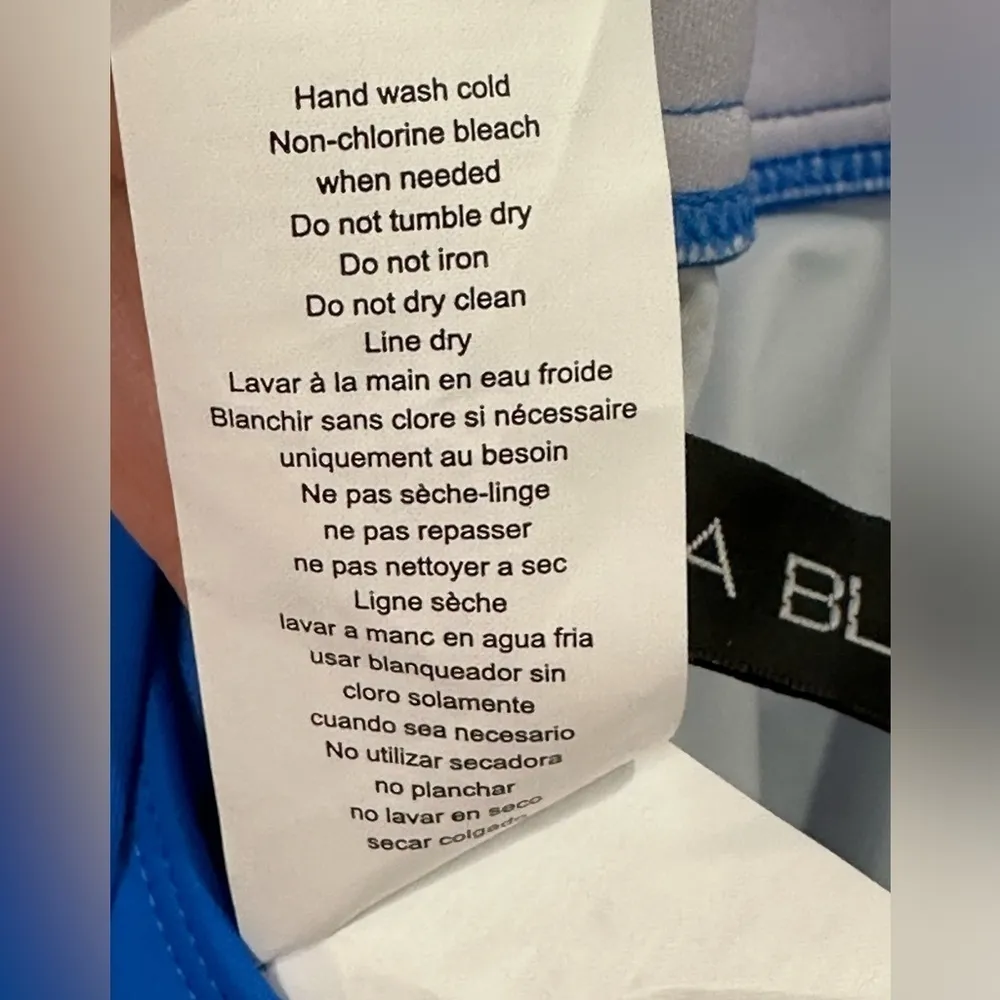 Hand wash cold
Non-chlorine bleach
when needed
Do not tumble dry
Do not iron
Do not dry clean
Line dry
Lavar à la main en eau froide
Blanchir sans clore si nécessaire
uniquement au besoin
Ne pas sèche-linge
ne pas repasser
ne pas nettoyer a sec
Ligne sèche
lavar a manc en agua fria
usar blanqueador sin
cloro solamente
cuando sea necesario
No utilizar secadora
no planchar
no lavar en seco
secar colgado
A BL